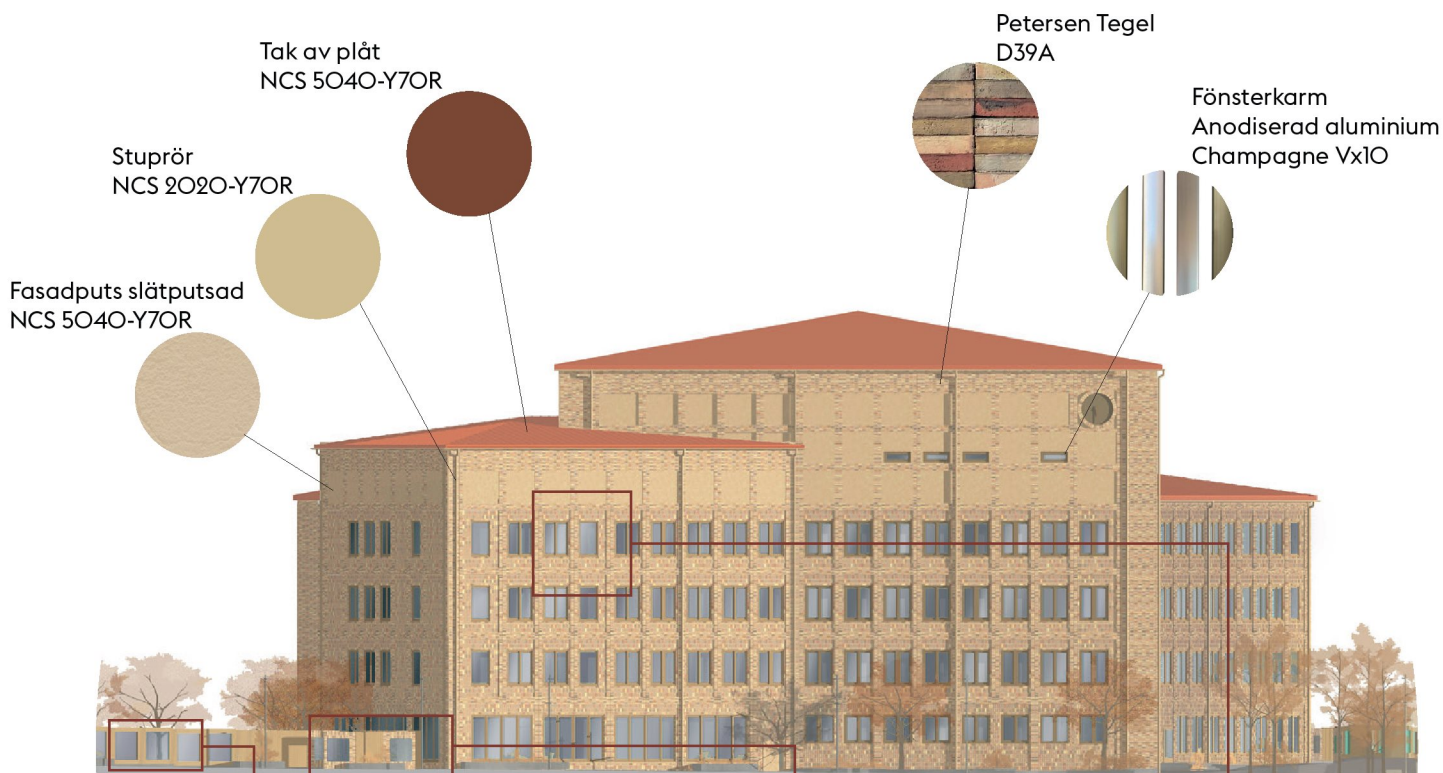 Tak av plåt
NCS 5040-Y70R
Stuprör
NCS 2020-Y70R
Fasadputs slätputsad
NCS 5040-Y70R
Petersen Tegel
D39A
Fönsterkarm
Anodiserad aluminium
Champagne Vx10